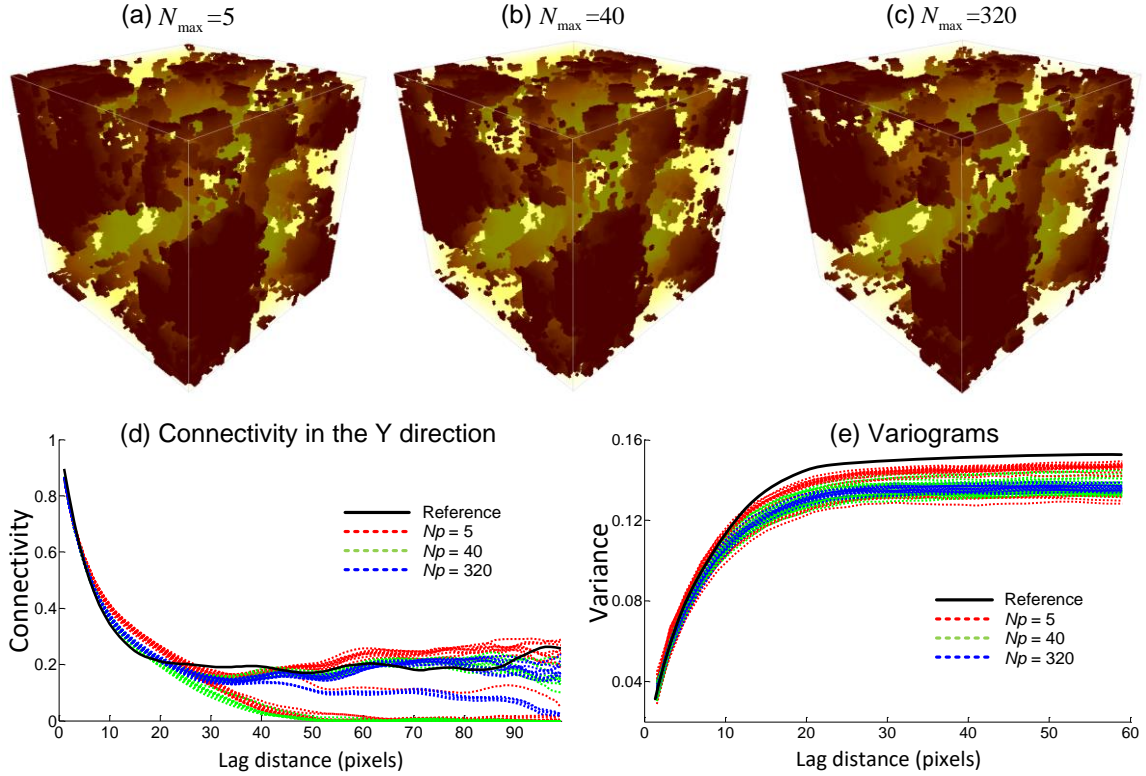 (a) N_max =5
(b) N_max =40
(c) N_max =320
(d) Connectivity in the Y direction
1
0.8
0.6
0.4
0.2
0
Connectivity
Reference
Np = 5
Np = 40
Np = 320
0 10 20 30 40 50 60 70 80 90
Lag distance (pixels)
(e) Variograms
0.16
0.12
0.08
0.04
Variance
Reference
Np = 5
Np = 40
Np = 320
0 10 20 30 40 50 60
Lag distance (pixels)